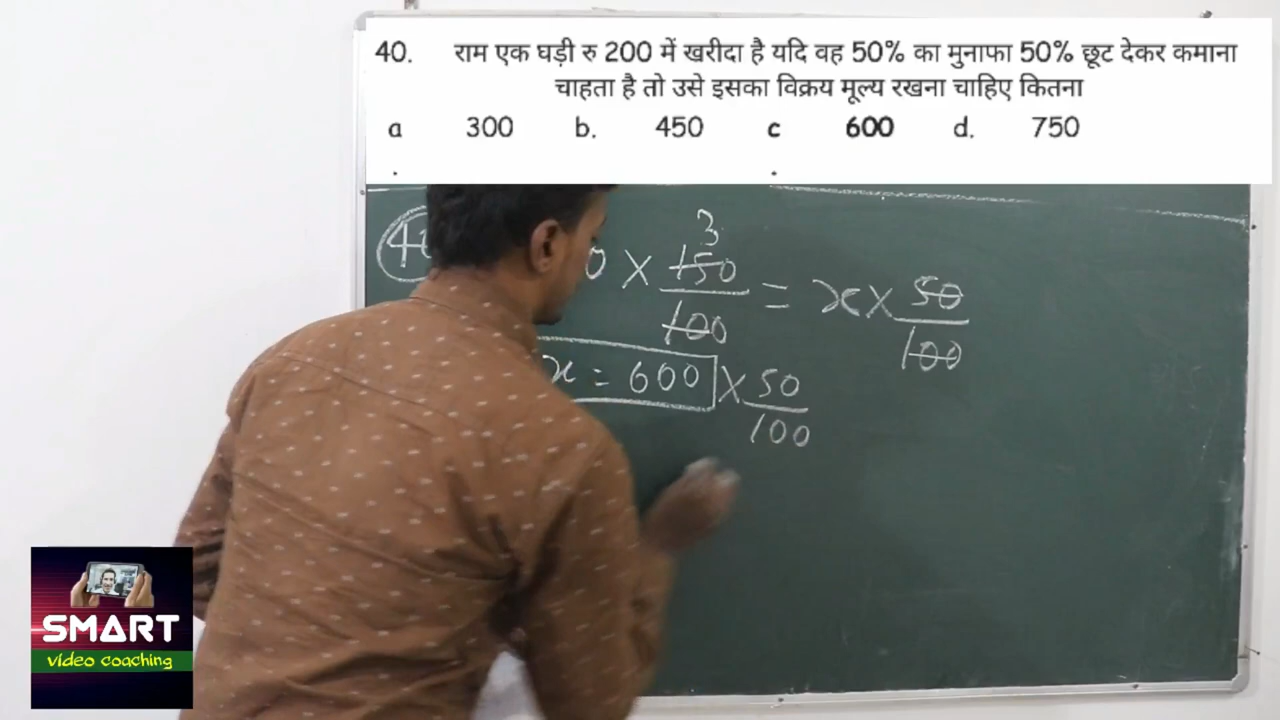 40. राम एक घड़ी रु 200 में खरीदा है यदि वह 50% का मुनाफा 50% छूट देकर कमाना
चाहता है तो उसे इसका विक्रय मूल्य रखना चाहिए कितना
a 300 b. 450 c 600 d. 750
. .
3
0 × 150/100 = x × 50/100
x = 600 × 50/100
SMART
video coaching